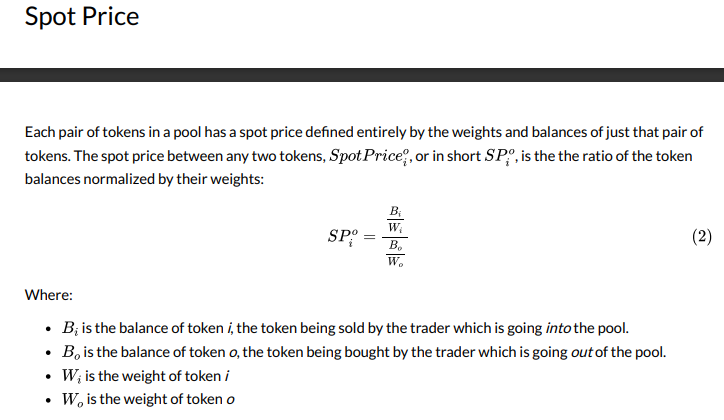 Spot Price
Each pair of tokens in a pool has a spot price defined entirely by the weights and balances of just that pair of
tokens. The spot price between any two tokens, SpotPrice_i^o, or in short SP_i^o, is the the ratio of the token
balances normalized by their weights:
SP_i^o = \frac{\frac{B_i}{W_i}}{\frac{B_o}{W_o}} (2)
Where:
• B_i is the balance of token i, the token being sold by the trader which is going into the pool.
• B_o is the balance of token o, the token being bought by the trader which is going out of the pool.
• W_i is the weight of token i
• W_o is the weight of token o